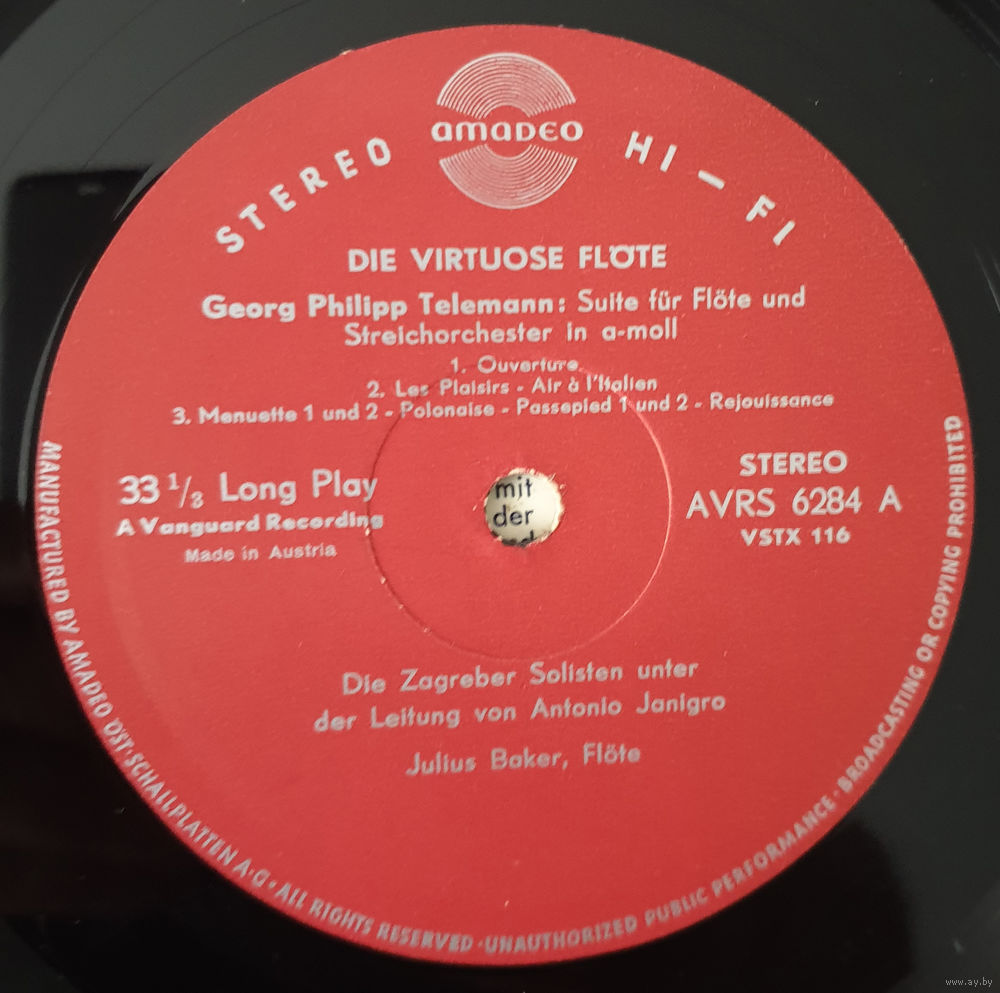 amaDEO
STEREO
HI – FI
DIE VIRTUOSE FLÖTE
Georg Philipp Telemann: Suite für Flöte und
Streichorchester in a-moll
1. Ouverture
2. Les Plaisirs - Air à l'Italien
3. Menuette 1 und 2 - Polonaise - Passepied 1 und 2 - Rejouissance
33 1/3 Long Play
A Vanguard Recording
Made in Austria
mit
der
STEREO
AVRS 6284 A
VSTX 116
Die Zagreber Solisten unter
der Leitung von Antonio Janigro
Julius Baker, Flöte
MANUFACTURED BY AMADEO ÖST·SCHALLPLATTEN A·G · ALL RIGHTS RESERVED · UNAUTHORIZED PUBLIC PERFORMANCE · BROADCASTING OR COPYING PROHIBITED
www.ay.by